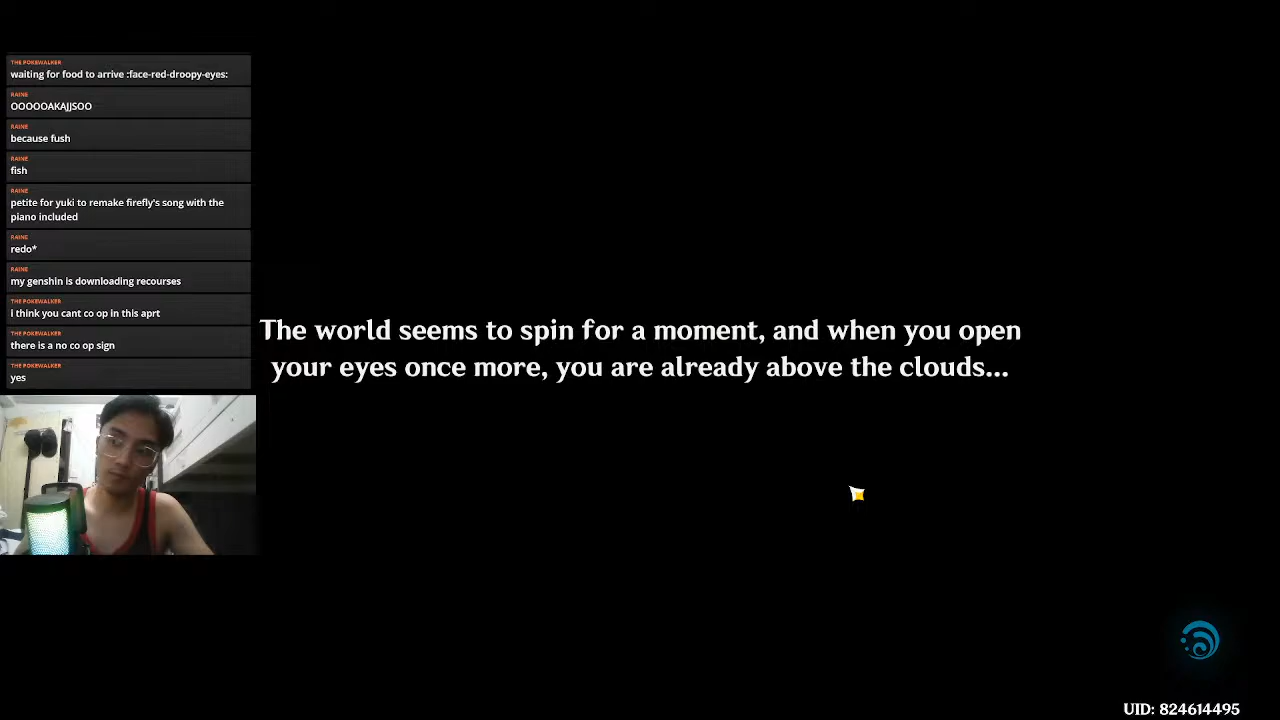 THE POKEWALKER
waiting for food to arrive :face-red-droopy-eyes:
RAINE
OOOOOAKAJJSOO
RAINE
because fush
RAINE
fish
RAINE
petite for yuki to remake firefly's song with the
piano included
RAINE
redo*
RAINE
my genshin is downloading recourses
THE POKEWALKER
i think you cant co op in this aprt
THE POKEWALKER
there is a no co op sign
THE POKEWALKER
yes
The world seems to spin for a moment, and when you open
your eyes once more, you are already above the clouds...
UID: 824614495